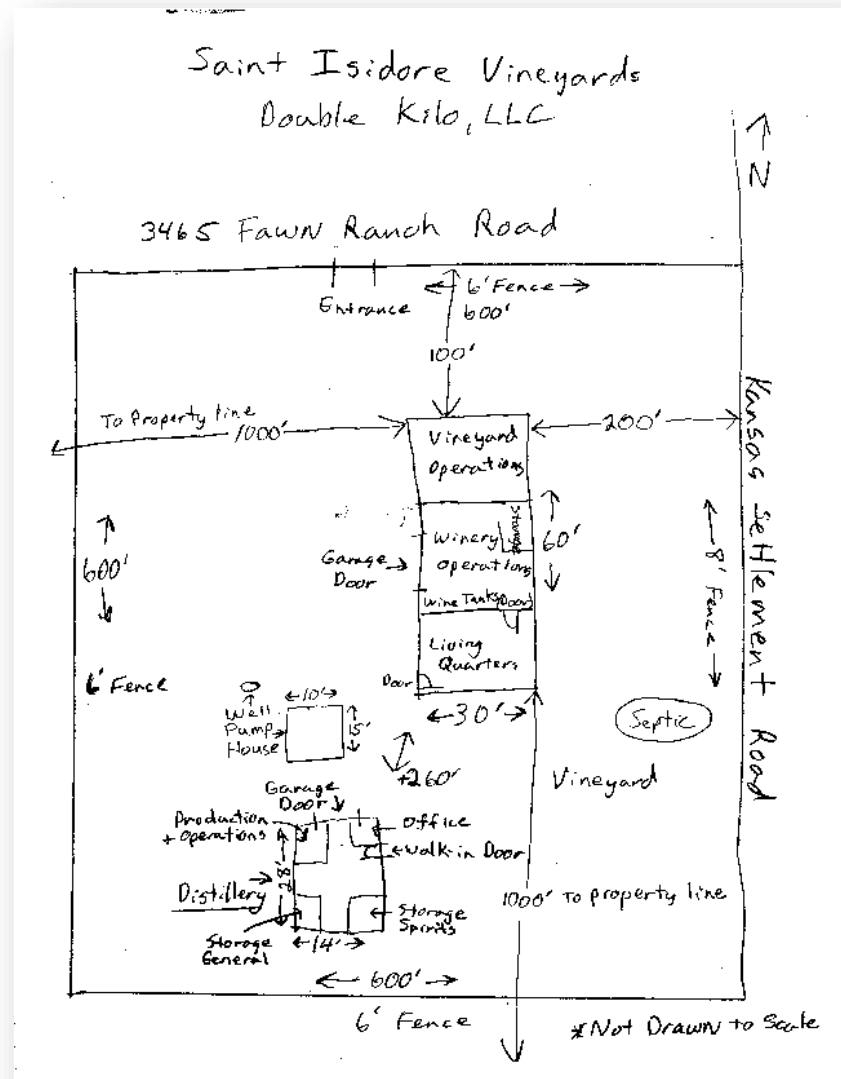 Saint Isidore Vineyards
Double Kilo, LLC
N
3465 Fawn Ranch Road
Entrance
6' Fence
600'
100'
To Property line
1000'
200'
Vineyard
Operations
Storage
Winery
operations
60'
Garage
Door
Wine Tanks
Door
Living
Quarters
Door
30'
600'
6' Fence
8' Fence
Kansas Settlement Road
Well
Pump
House
10'
15'
Septic
+260'
Vineyard
Garage
Door
Production
+ Operations
Office
Walk-in Door
28'
Distillery
1000' To property line
Storage
Spirits
Storage
General
14'
600'
6' Fence
*Not Drawn to Scale